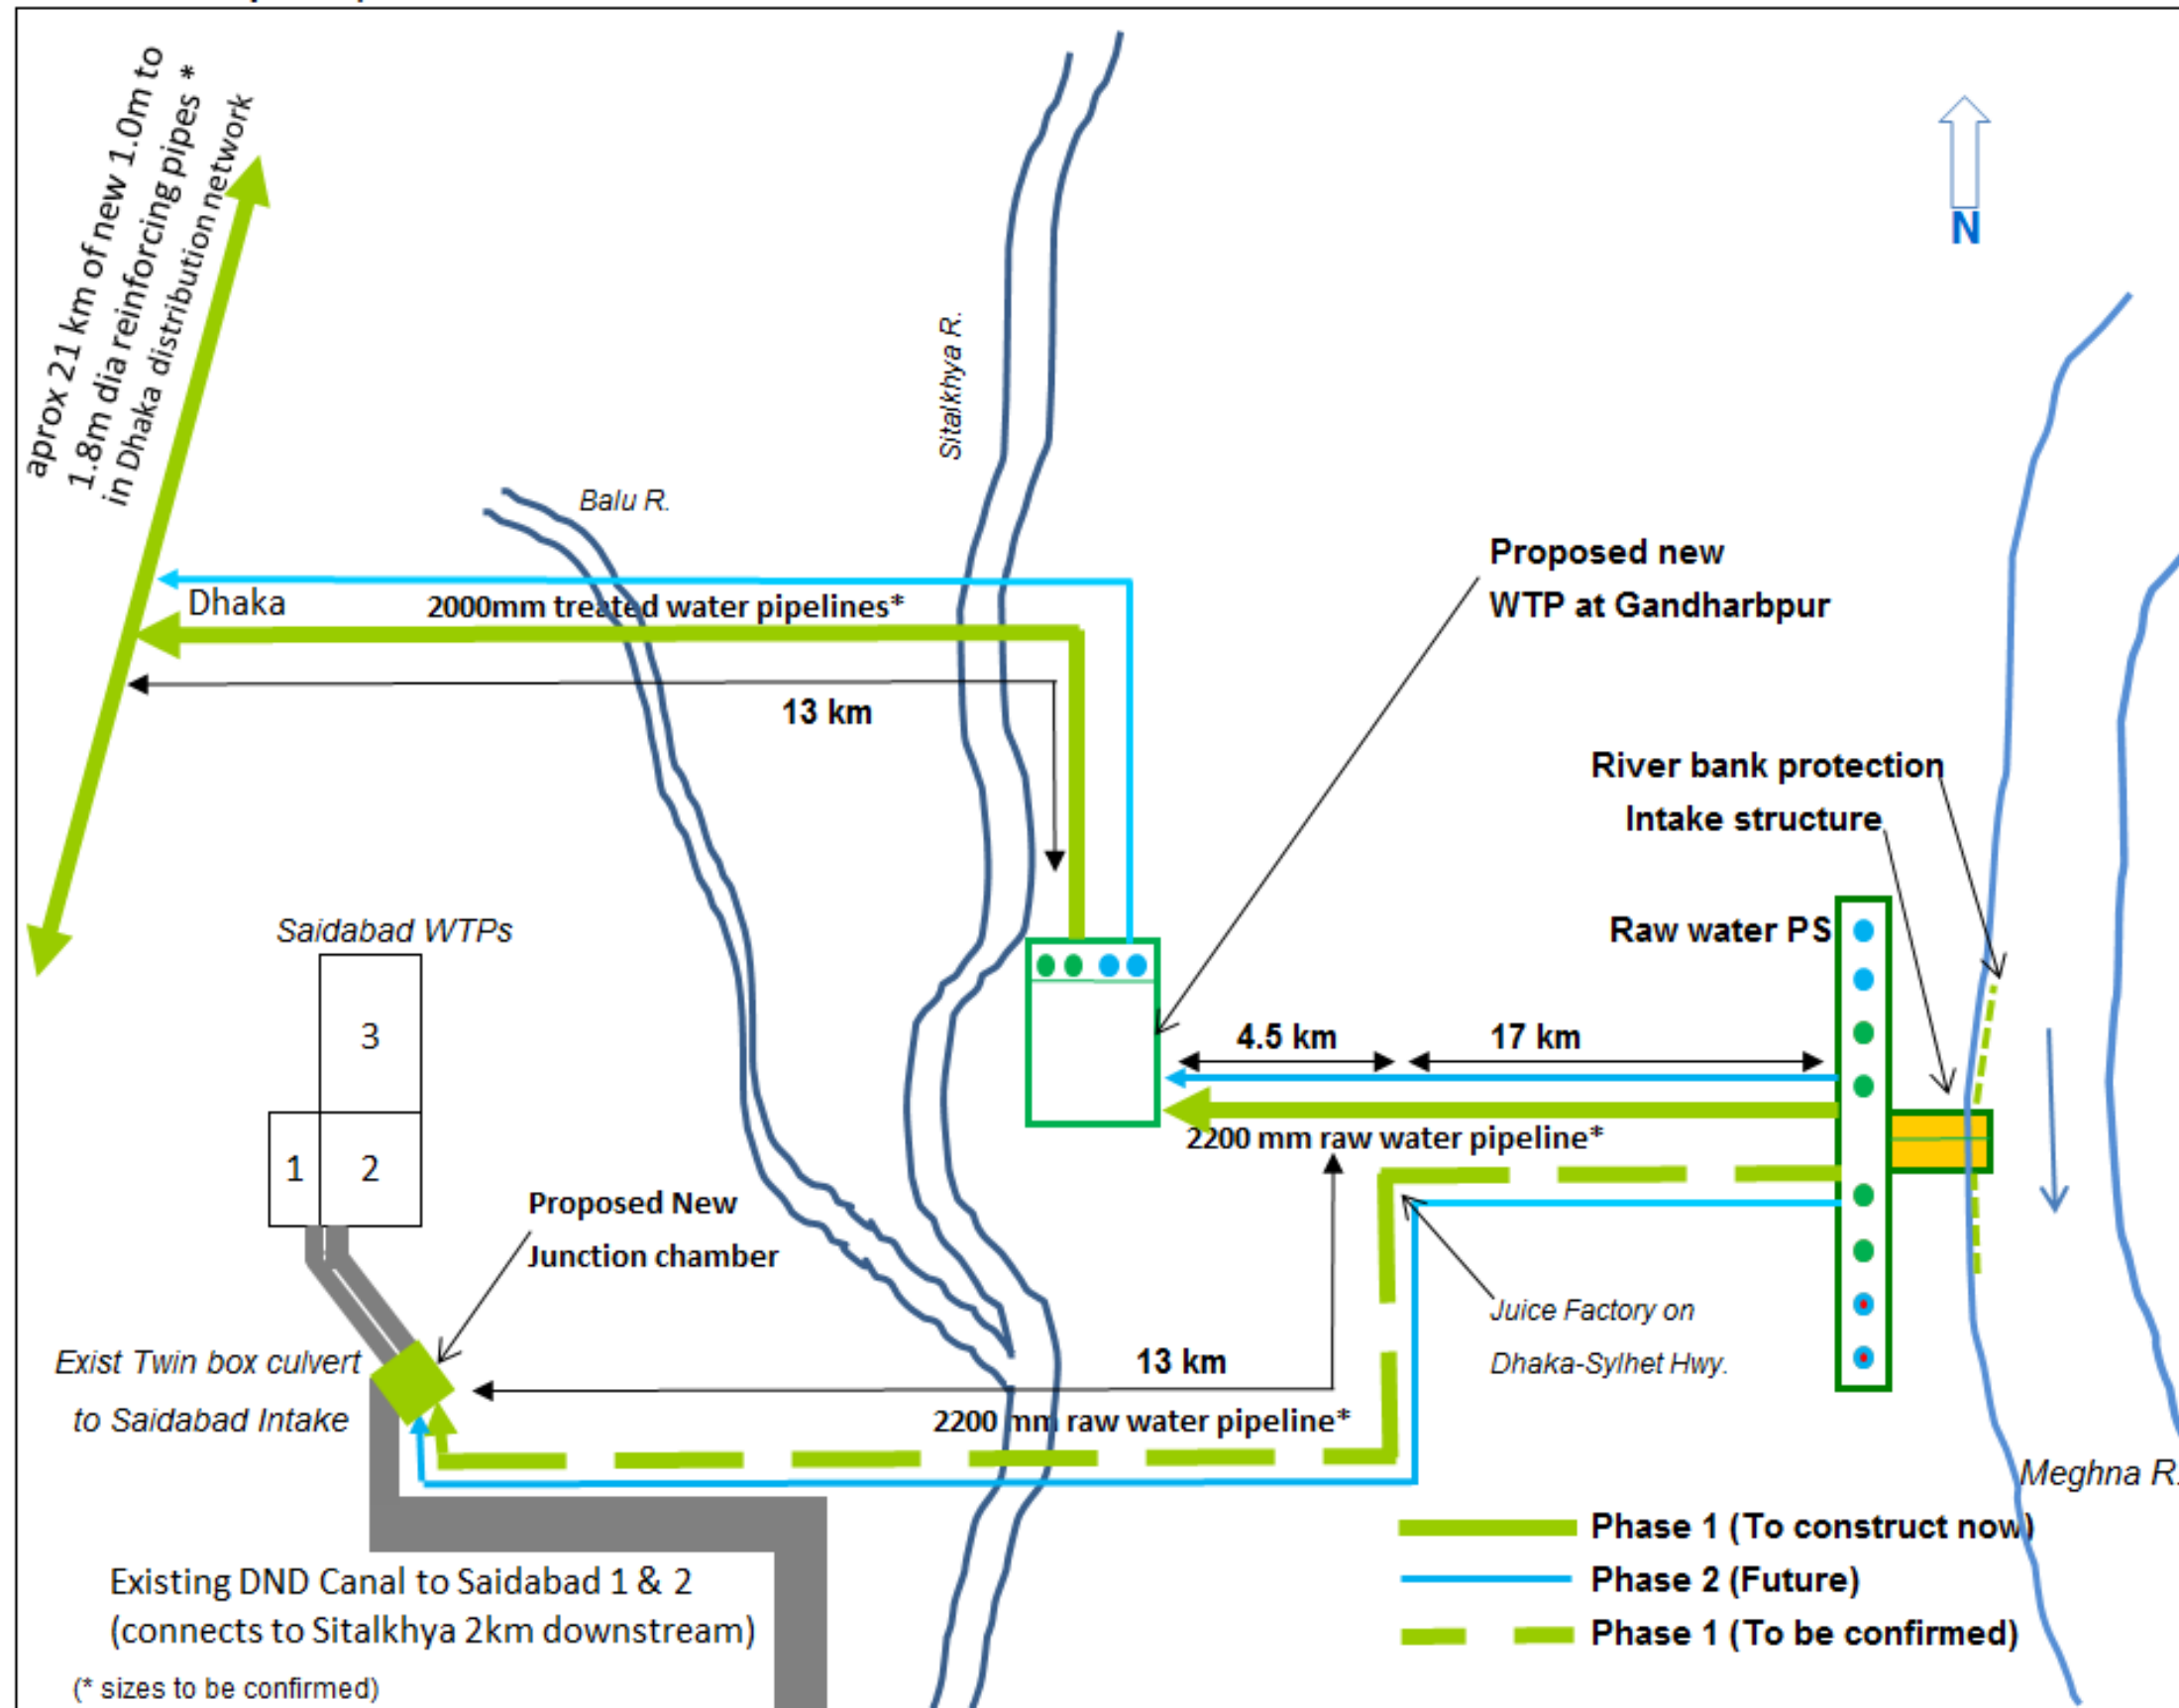 aprox 21 km of new 1.0m to
1.8m dia reinforcing pipes *
in Dhaka distribution network
N
Sitalkhya R.
Balu R.
Dhaka
2000mm treated water pipelines*
13 km
Proposed new
WTP at Gandharbpur
River bank protection
Intake structure
Raw water PS
Saidabad WTPs
3
1
2
4.5 km
17 km
2200 mm raw water pipeline*
Proposed New
Junction chamber
Juice Factory on
Dhaka-Sylhet Hwy.
Exist Twin box culvert
to Saidabad Intake
13 km
2200 mm raw water pipeline*
Meghna R.
Phase 1 (To construct now)
Phase 2 (Future)
Phase 1 (To be confirmed)
Existing DND Canal to Saidabad 1 & 2
(connects to Sitalkhya 2km downstream)
(* sizes to be confirmed)